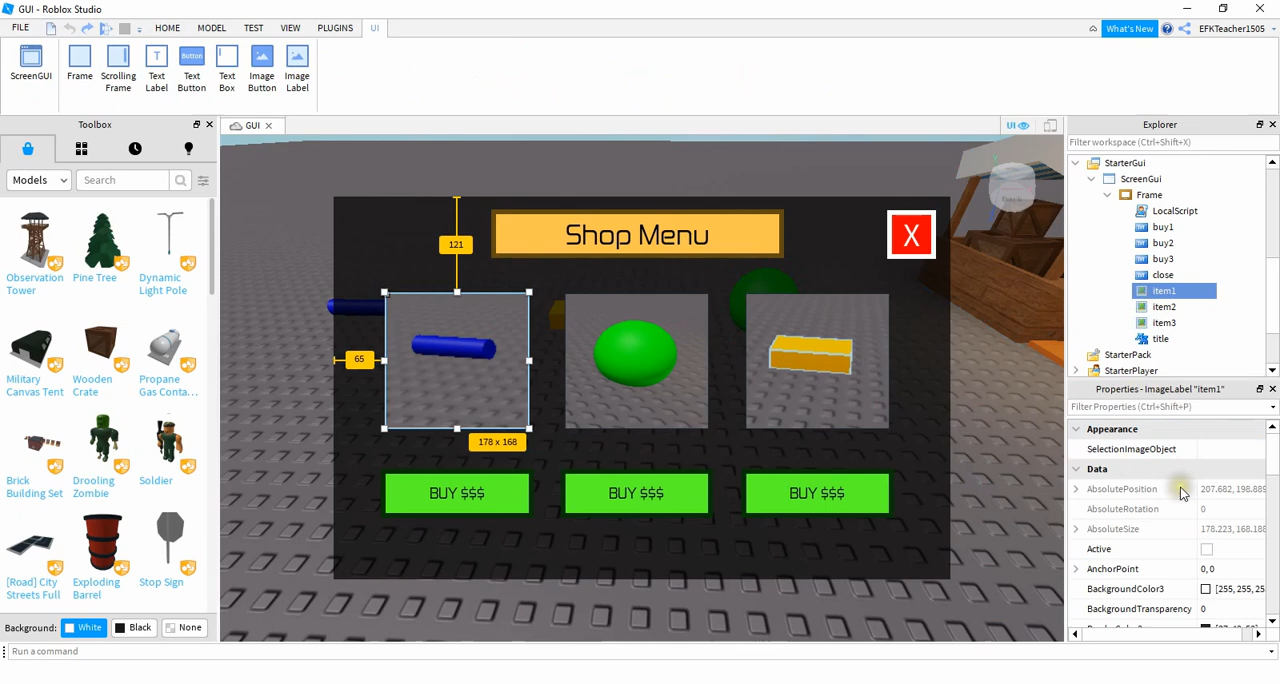 GUI - Roblox Studio
FILE HOME MODEL TEST VIEW PLUGINS UI What's New EFKTeacher1505
ScreenGUI Frame Scrolling Frame Text Label Text Button Text Box Image Button Image Label
Button
Toolbox
GUI
UI
Explorer
Models Search
Filter workspace (Ctrl+Shift+X)
StarterGui
ScreenGui
Frame
LocalScript
buy1
buy2
buy3
close
item1
item2
item3
title
StarterPack
StarterPlayer
Observation Tower
Pine Tree
Dynamic Light Pole
Military Canvas Tent
Wooden Crate
Propane Gas Conta...
Brick Building Set
Drooling Zombie
Soldier
[Road] City Streets Full
Exploding Barrel
Stop Sign
Background: White Black None
Shop Menu
X
121
65
178 x 168
BUY $$$ BUY $$$ BUY $$$
Properties - ImageLabel "item1"
Filter Properties (Ctrl+Shift+P)
Appearance
SelectionImageObject
Data
AbsolutePosition 207.682, 198.889
AbsoluteRotation 0
AbsoluteSize 178.223, 168.188
Active
AnchorPoint 0, 0
BackgroundColor3 [255, 255, 25
BackgroundTransparency 0
Run a command